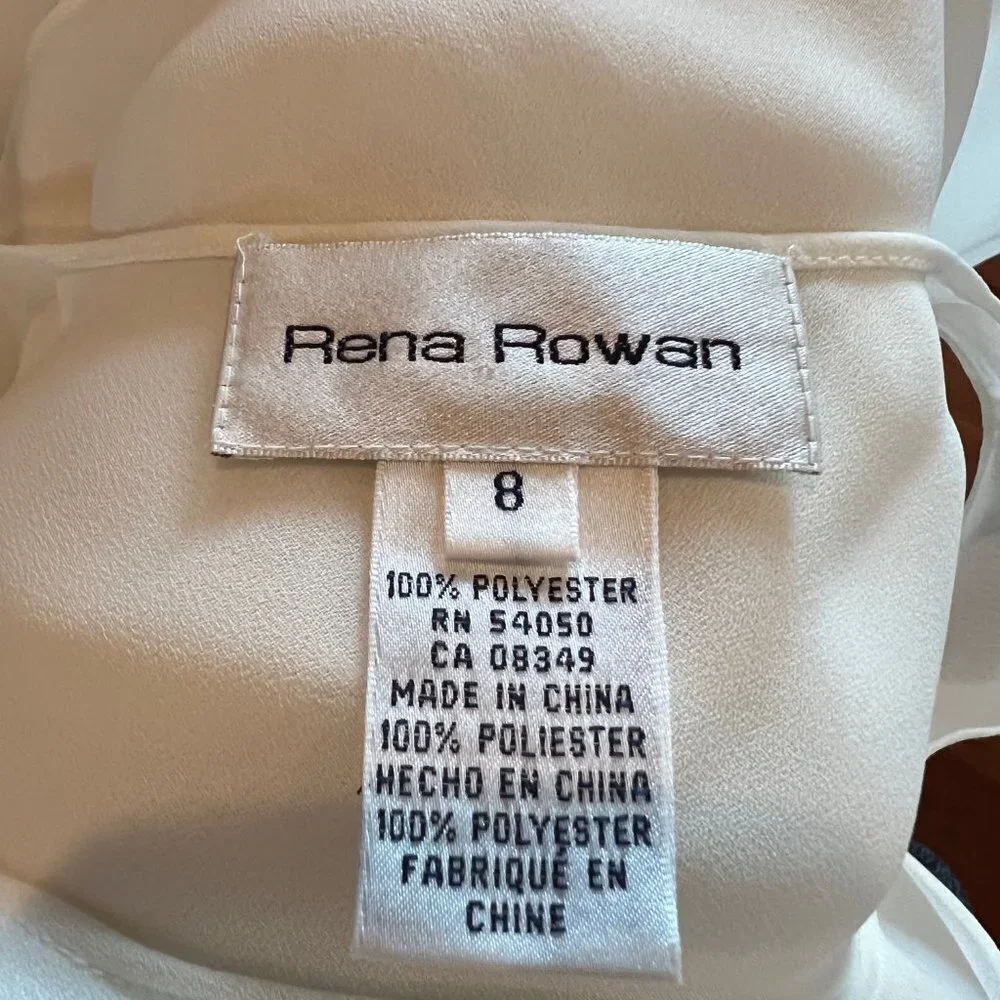 Rena Rowan
8
100% POLYESTER
RN 54050
CA 08349
MADE IN CHINA
100% POLIESTER
HECHO EN CHINA
100% POLYESTER
FABRIQUÉ EN
CHINE